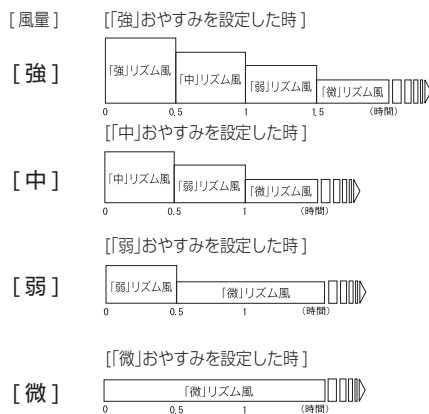 [風量] [｢強｣おやすみを設定した時]
[強]
｢強｣リズム風 ｢中｣リズム風 ｢弱｣リズム風 ｢微｣リズム風
0 0.5 1 1.5 (時間)
[｢中｣おやすみを設定した時]
[中]
｢中｣リズム風 ｢弱｣リズム風 ｢微｣リズム風
0 0.5 1 (時間)
[｢弱｣おやすみを設定した時]
[弱]
｢弱｣リズム風 ｢微｣リズム風
0 0.5 1 (時間)
[｢微｣おやすみを設定した時]
[微]
｢微｣リズム風
0 0.5 1 (時間)